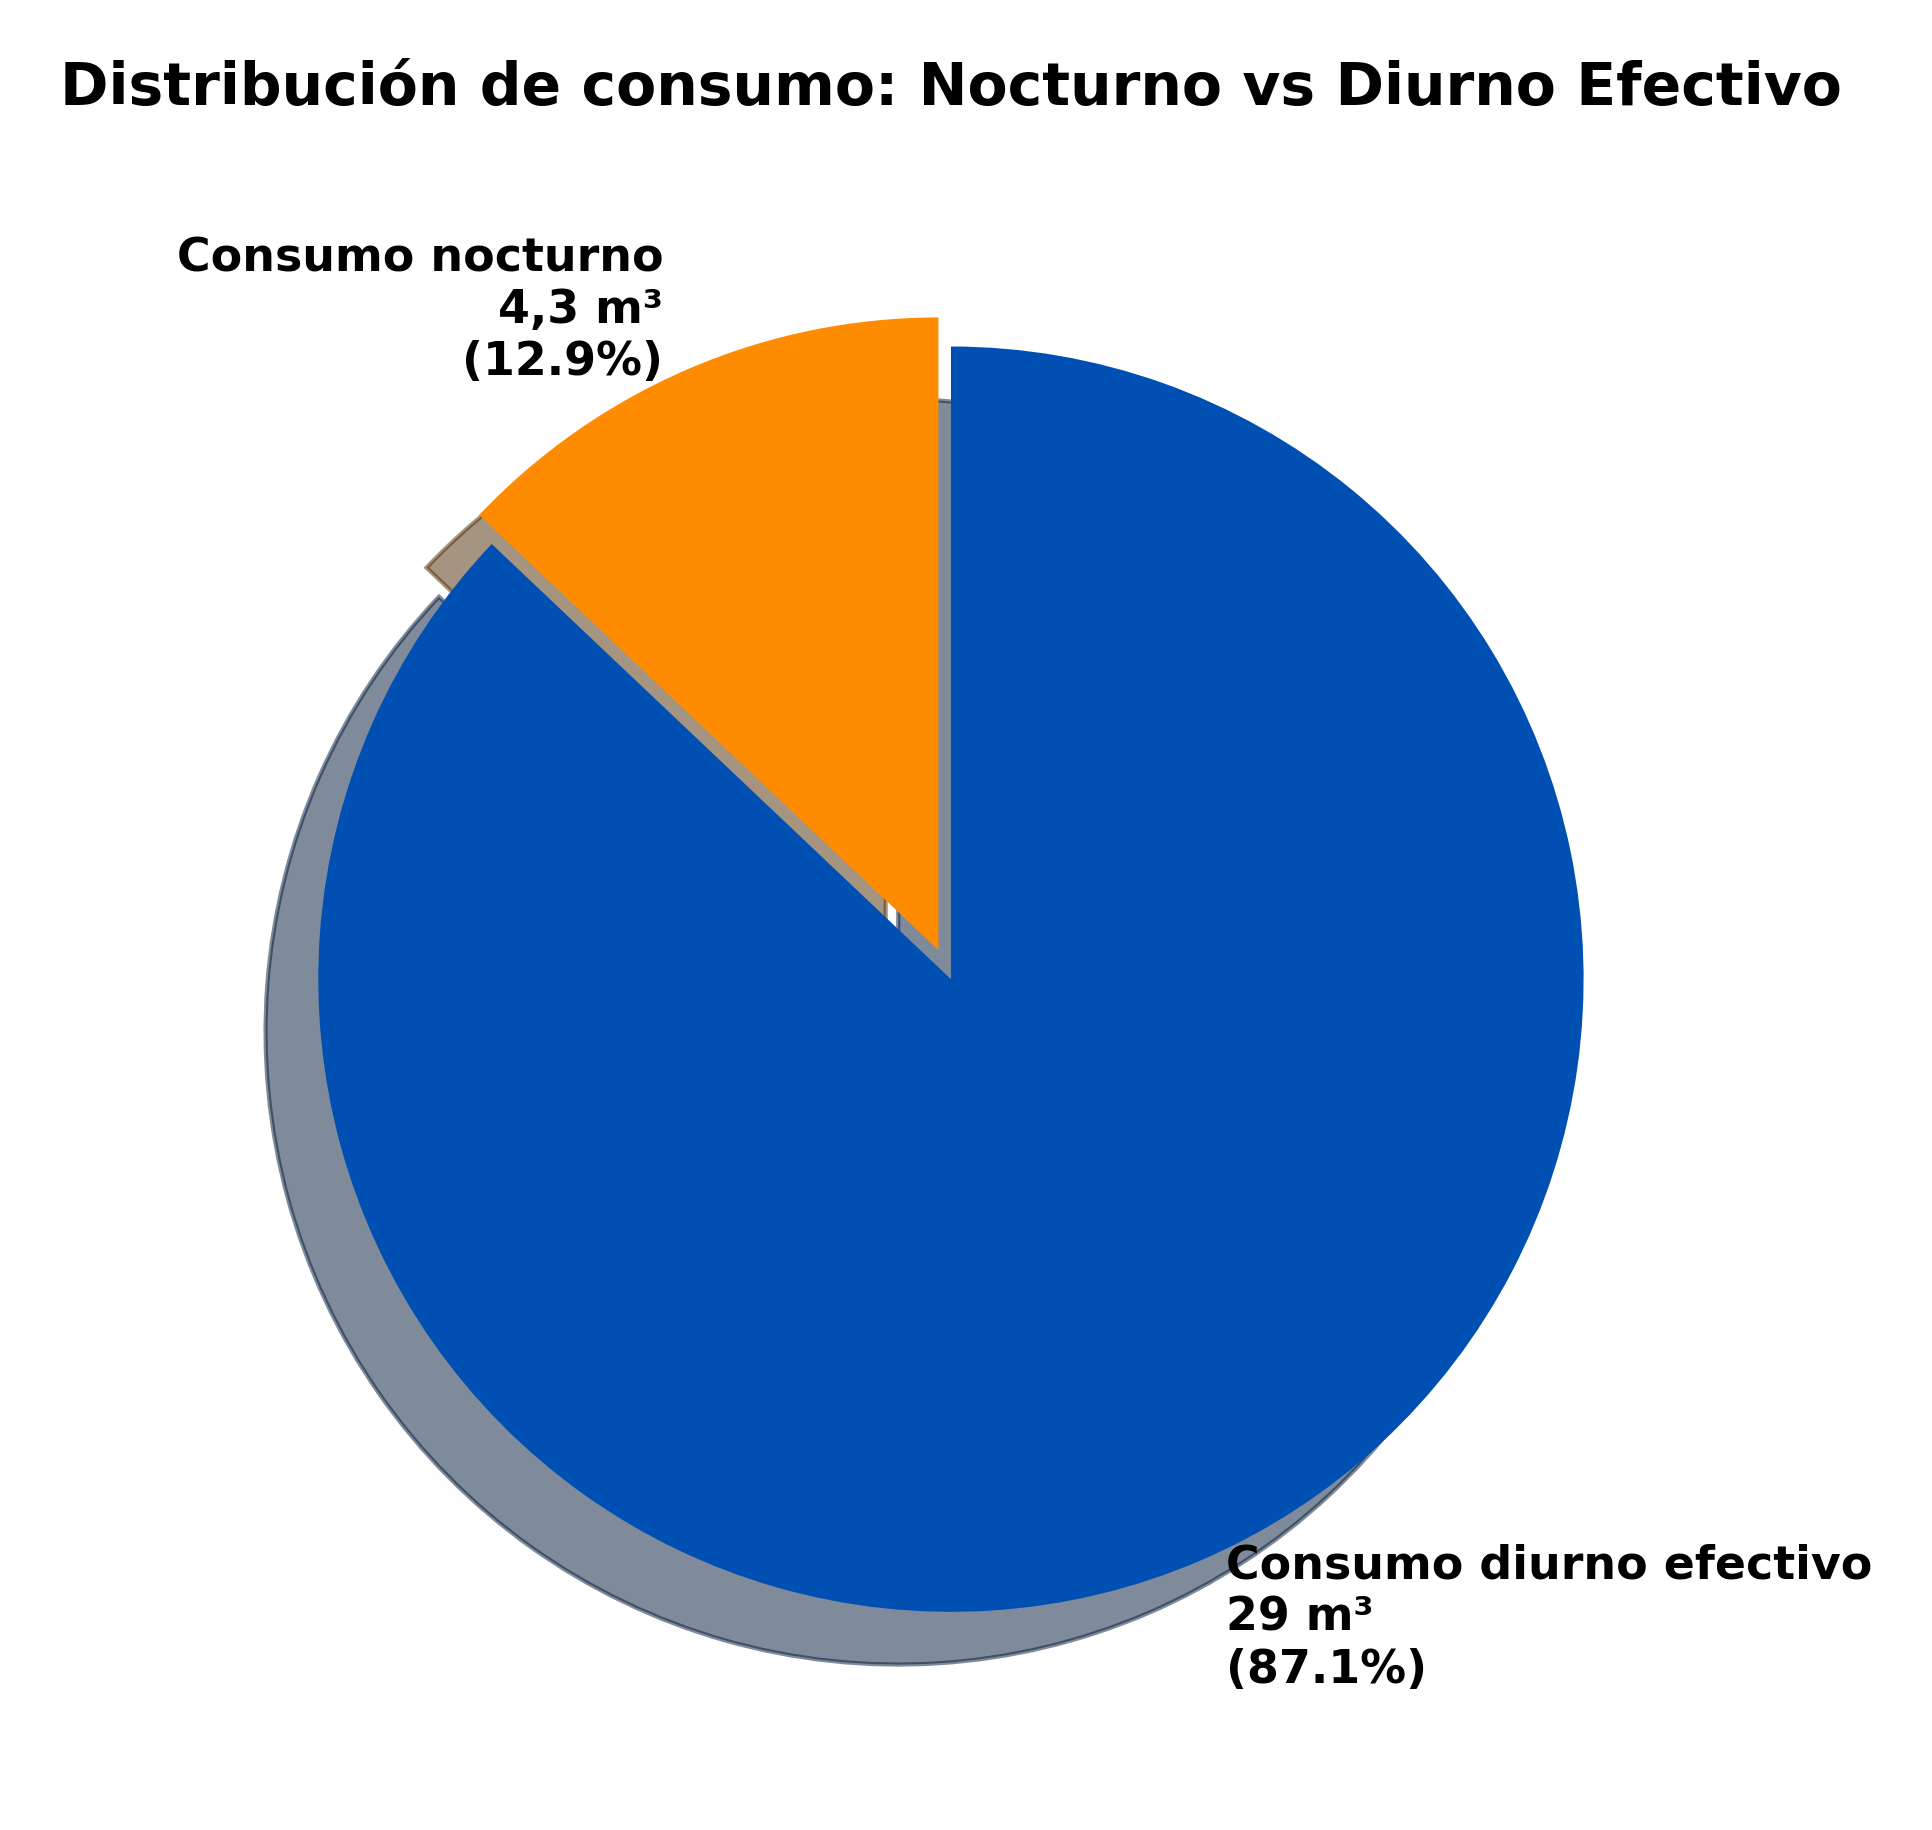 Distribución de consumo: Nocturno vs Diurno Efectivo
Consumo nocturno
4,3 m³
(12.9%)
Consumo diurno efectivo
29 m³
(87.1%)